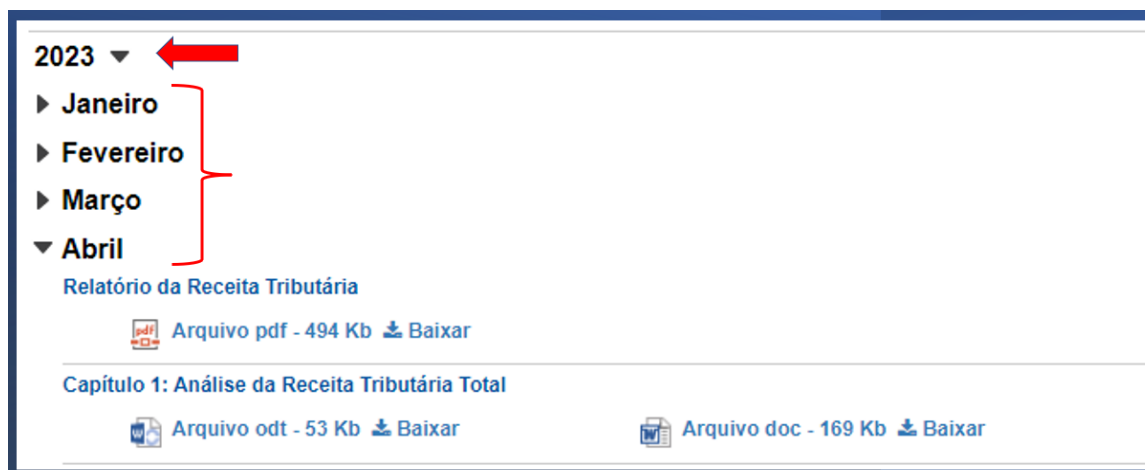 2023
Janeiro
Fevereiro
Março
Abril
Relatório da Receita Tributária
Arquivo pdf - 494 Kb Baixar
Capítulo 1: Análise da Receita Tributária Total
Arquivo odt - 53 Kb Baixar Arquivo doc - 169 Kb Baixar